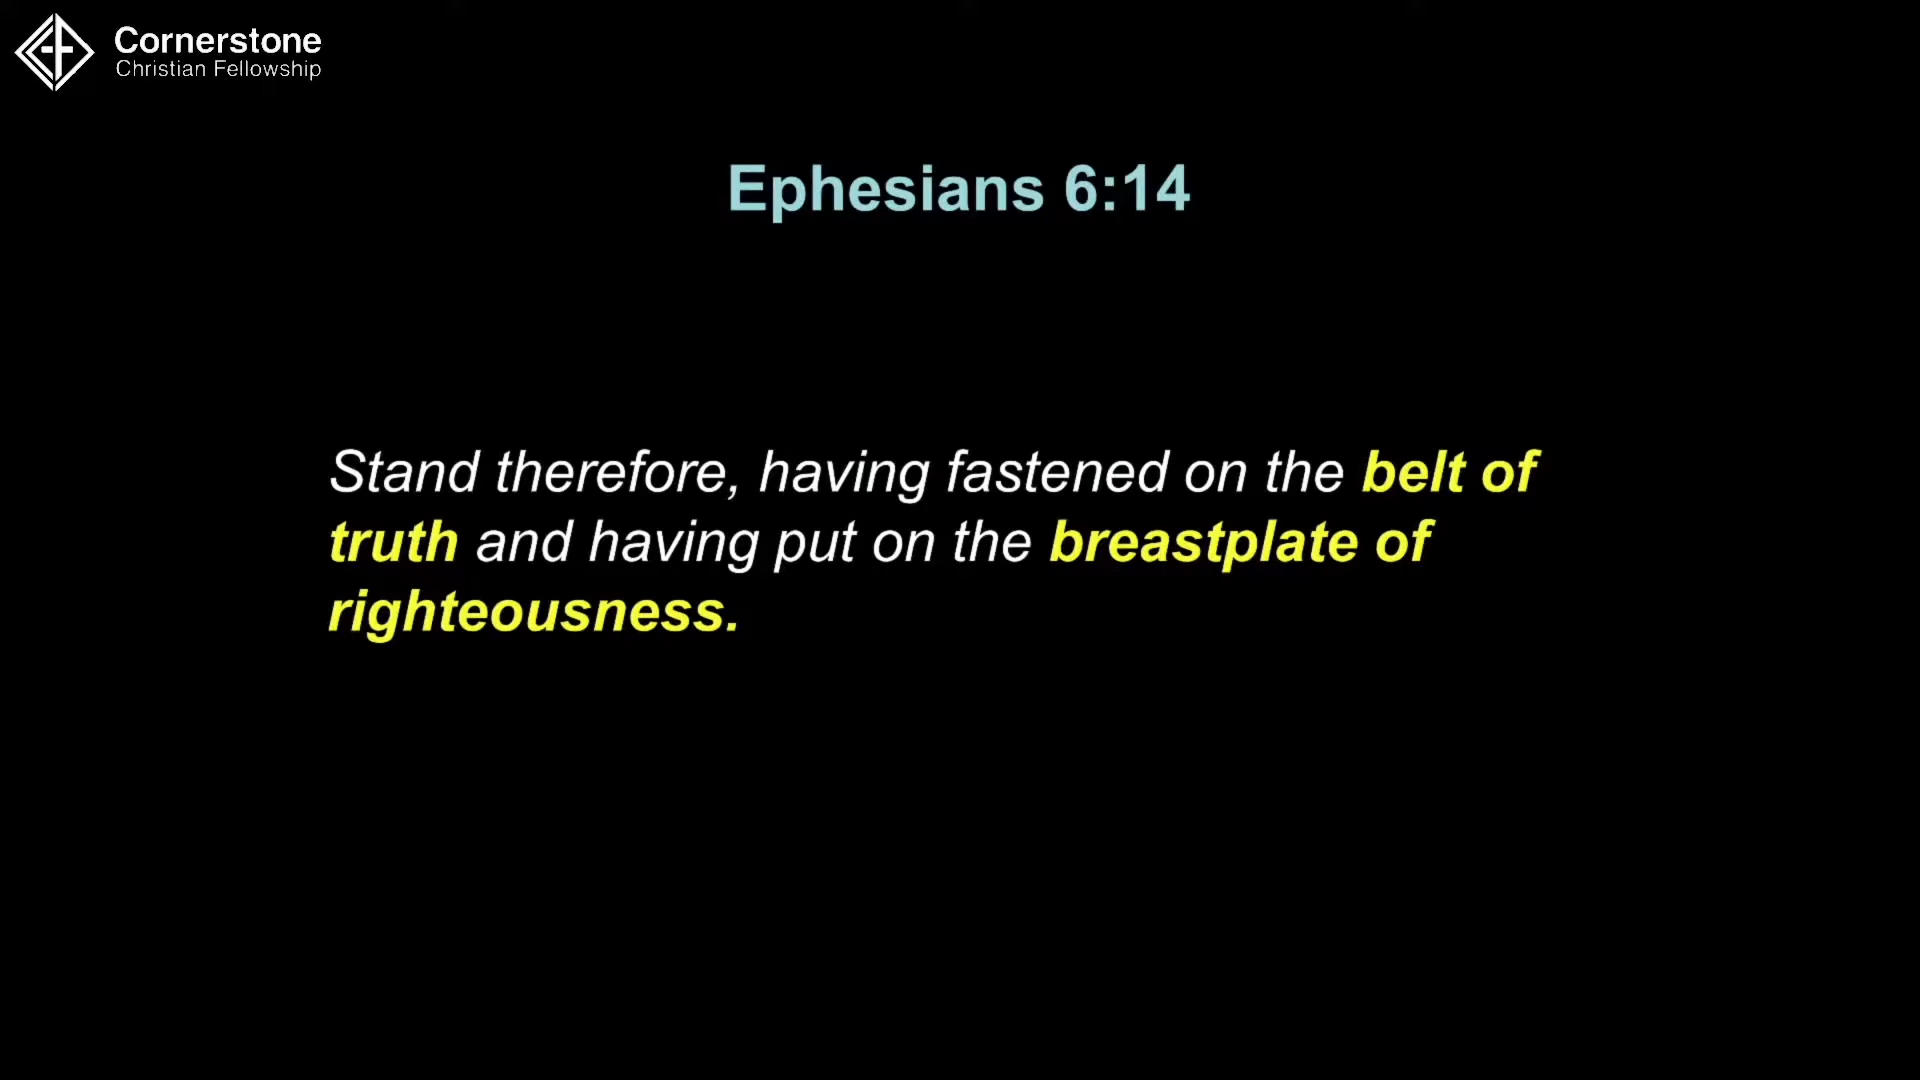 Cornerstone
Christian Fellowship
Ephesians 6:14
Stand therefore, having fastened on the belt of
truth and having put on the breastplate of
righteousness.